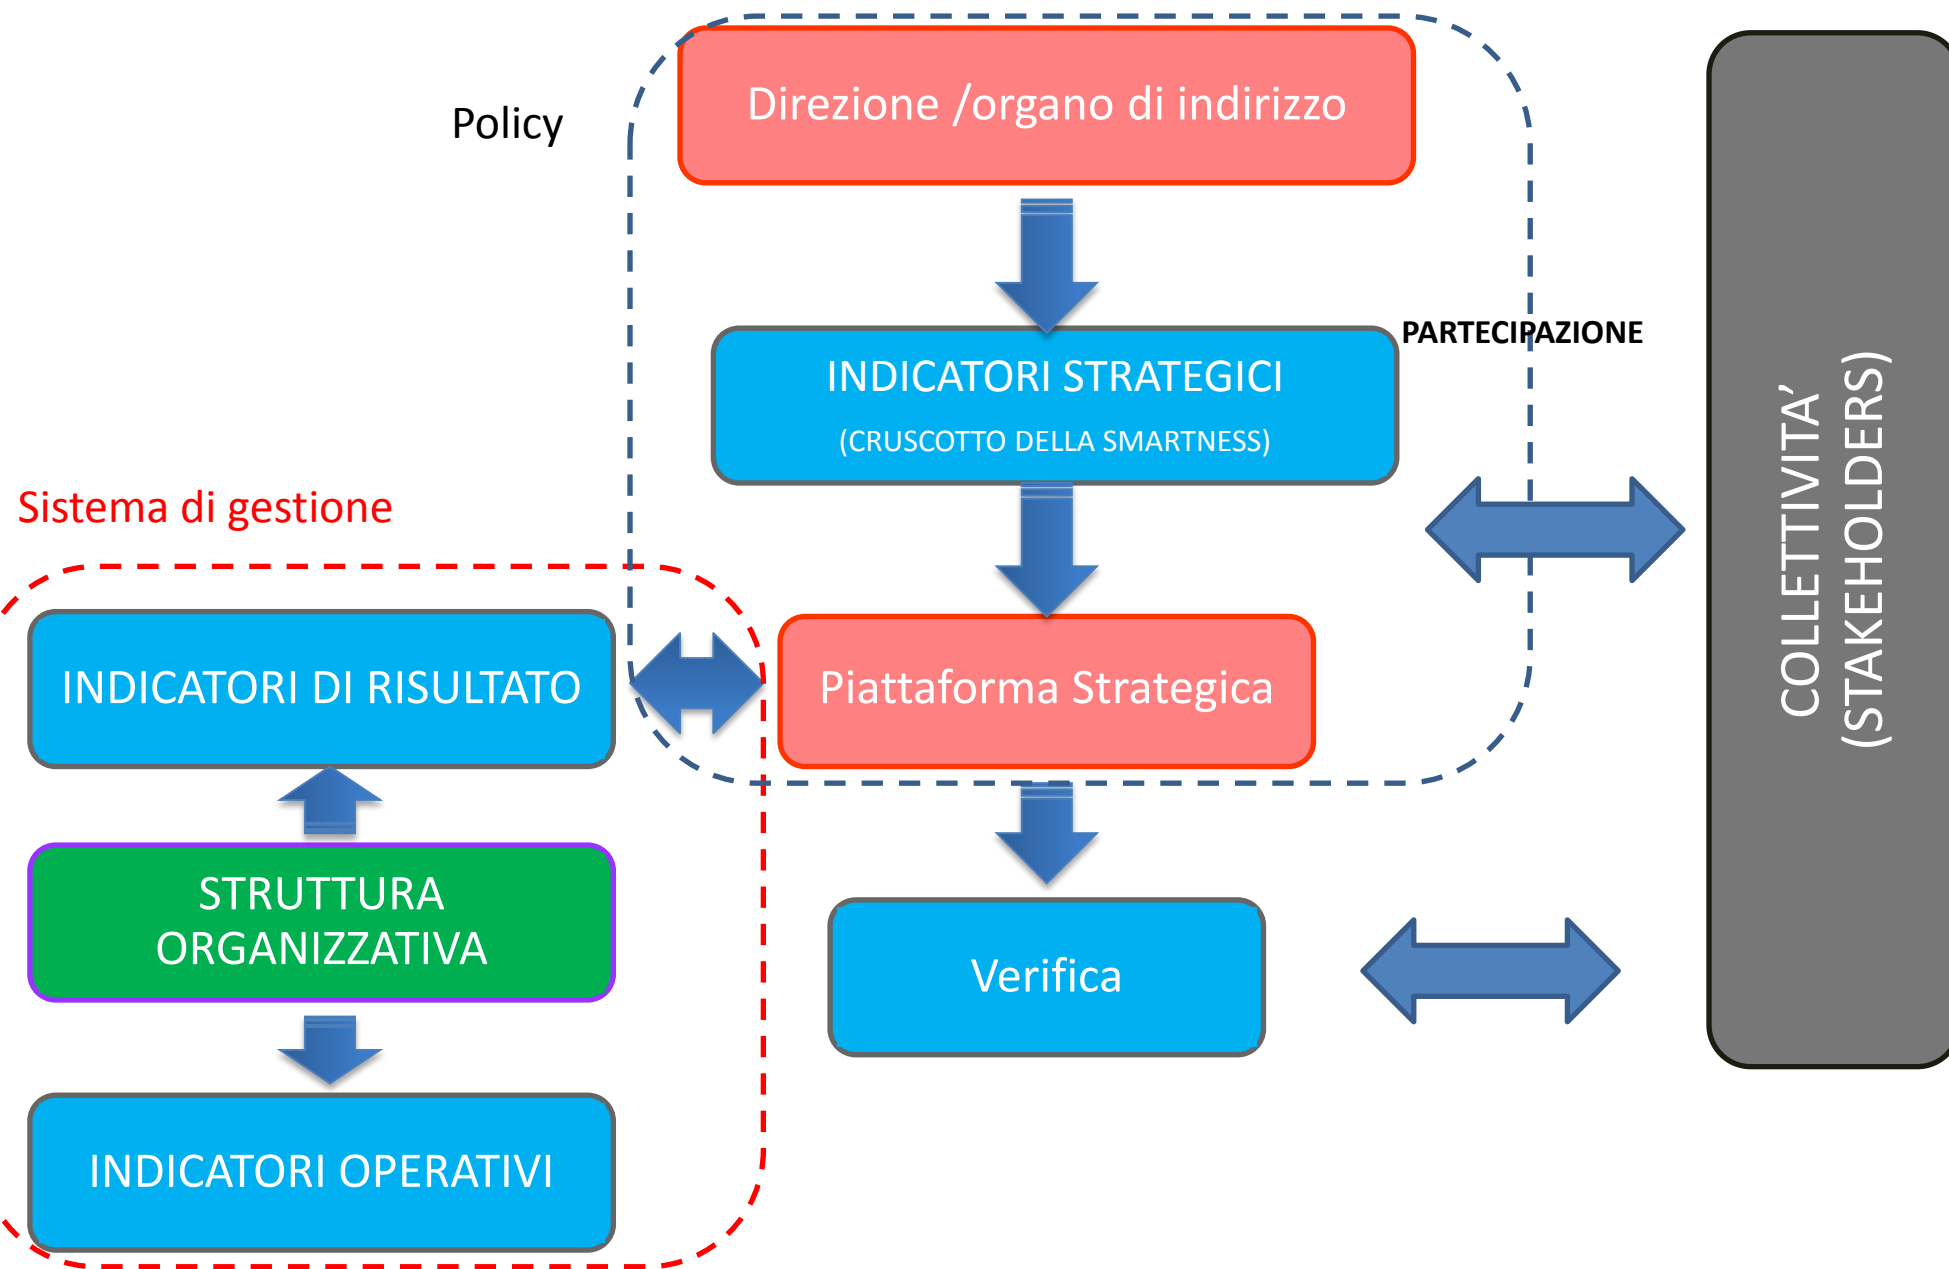 Policy
Direzione /organo di indirizzo
PARTECIPAZIONE
INDICATORI STRATEGICI
(CRUSCOTTO DELLA SMARTNESS)
COLLETTIVITA’
(STAKEHOLDERS)
Sistema di gestione
INDICATORI DI RISULTATO
Piattaforma Strategica
STRUTTURA
ORGANIZZATIVA
Verifica
INDICATORI OPERATIVI